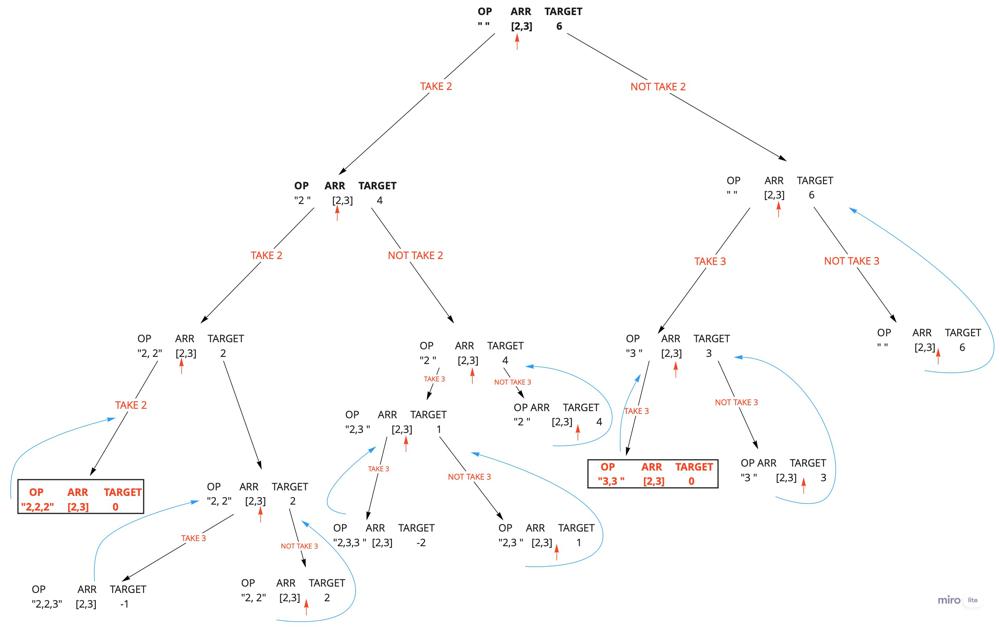 OP ARR TARGET
" " [2,3] 6
TAKE 2
NOT TAKE 2
OP ARR TARGET
"2 " [2,3] 4
OP ARR TARGET
" " [2,3] 6
TAKE 2
NOT TAKE 2
TAKE 3
NOT TAKE 3
OP ARR TARGET
"2, 2" [2,3] 2
OP ARR TARGET
"2 " [2,3] 4
OP ARR TARGET
"3 " [2,3] 3
OP ARR TARGET
" " [2,3] 6
TAKE 2
TAKE 3
NOT TAKE 3
OP ARR TARGET
"2,3 " [2,3] 1
OP ARR TARGET
"2 " [2,3] 4
TAKE 3
NOT TAKE 3
OP ARR TARGET
"2,2,2" [2,3] 0
OP ARR TARGET
"2, 2" [2,3] 2
TAKE 3
NOT TAKE 3
OP ARR TARGET
"3,3 " [2,3] 0
OP ARR TARGET
"3 " [2,3] 3
TAKE 3
NOT TAKE 3
OP ARR TARGET
"2,3,3 " [2,3] -2
OP ARR TARGET
"2,3 " [2,3] 1
OP ARR TARGET
"2,2,3" [2,3] -1
OP ARR TARGET
"2, 2" [2,3] 2
miro lite